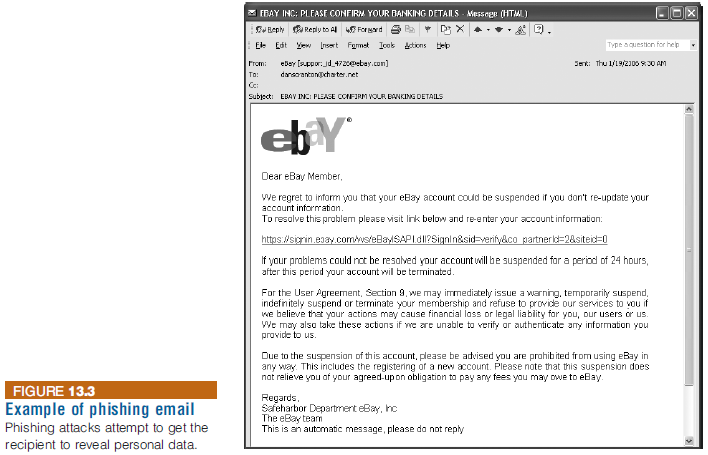 EBAY INC: PLEASE CONFIRM YOUR BANKING DETAILS - Message (HTML)
Reply Reply to All Forward
File Edit View Insert Format Tools Actions Help
Type a question for help
From: eBay [support_id_4726@ebay.com]
Sent: Thu 1/19/2006 9:30 AM
To: dansoranton@charter.net
Cc:
Subject: EBAY INC: PLEASE CONFIRM YOUR BANKING DETAILS
ebaY®
Dear eBay Member,
We regret to inform you that your eBay account could be suspended if you don't re-update your
account information.
To resolve this problem please visit link below and re-enter your account information:
https://signin.ebay.com/ws/eBayISAPI.dll?SignIn&sid=verify&co_partnerId=2&siteid=0
If your problems could not be resolved your account will be suspended for a period of 24 hours,
after this period your account will be terminated.
For the User Agreement, Section 9, we may immediately issue a warning, temporarily suspend,
indefinitely suspend or terminate your membership and refuse to provide our services to you if
we believe that your actions may cause financial loss or legal liability for you, our users or us.
We may also take these actions if we are unable to verify or authenticate any information you
provide to us.
Due to the suspension of this account, please be advised you are prohibited from using eBay in
any way. This includes the registering of a new account. Please note that this suspension does
not relieve you of your agreed-upon obligation to pay any fees you may owe to eBay.
Regards,
Safeharbor Department eBay, Inc
The eBay team
This is an automatic message, please do not reply
FIGURE 13.3
Example of phishing email
Phishing attacks attempt to get the
recipient to reveal personal data.